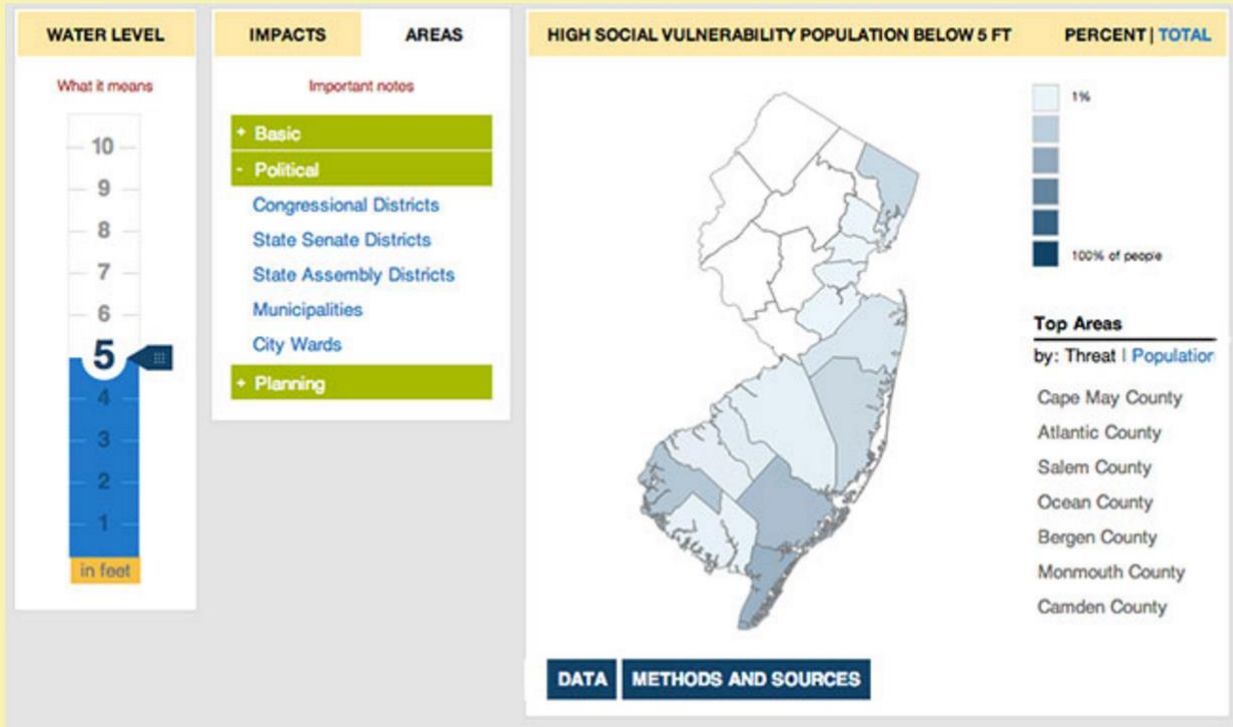 WATER LEVEL
What it means
10
9
8
7
6
5
4
3
2
1
in feet
IMPACTS
AREAS
Important notes
+ Basic
- Political
Congressional Districts
State Senate Districts
State Assembly Districts
Municipalities
City Wards
+ Planning
HIGH SOCIAL VULNERABILITY POPULATION BELOW 5 FT
PERCENT | TOTAL
1%
100% of people
Top Areas
by: Threat | Population
Cape May County
Atlantic County
Salem County
Ocean County
Bergen County
Monmouth County
Camden County
DATA
METHODS AND SOURCES